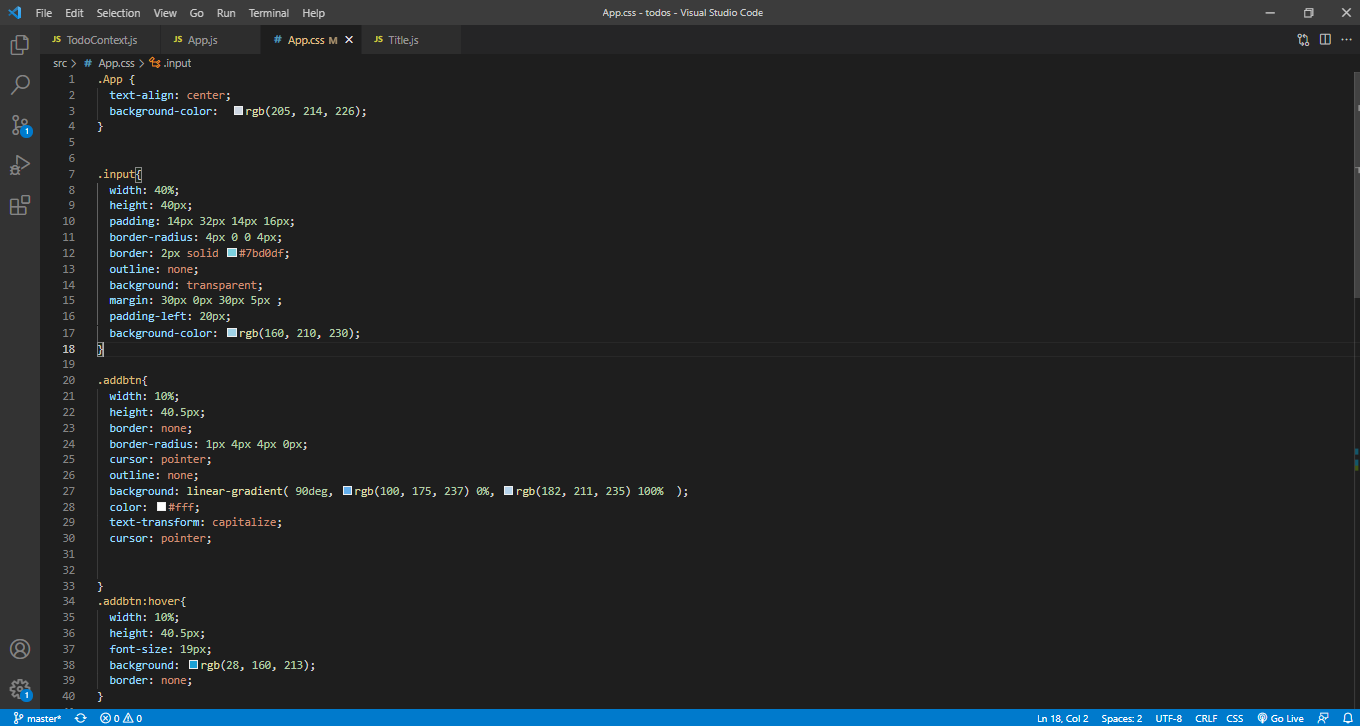 File Edit Selection View Go Run Terminal Help
App.css - todos - Visual Studio Code
JS TodoContext.js
JS App.js
# App.css M
JS Title.js
src > # App.css > .input
1 .App {
2 text-align: center;
3 background-color: rgb(205, 214, 226);
4 }
5
6
7 .input{
8 width: 40%;
9 height: 40px;
10 padding: 14px 32px 14px 16px;
11 border-radius: 4px 0 0 4px;
12 border: 2px solid #7bd0df;
13 outline: none;
14 background: transparent;
15 margin: 30px 0px 30px 5px ;
16 padding-left: 20px;
17 background-color: rgb(160, 210, 230);
18 }
19
20 .addbtn{
21 width: 10%;
22 height: 40.5px;
23 border: none;
24 border-radius: 1px 4px 4px 0px;
25 cursor: pointer;
26 outline: none;
27 background: linear-gradient( 90deg, rgb(100, 175, 237) 0%, rgb(182, 211, 235) 100% );
28 color: #fff;
29 text-transform: capitalize;
30 cursor: pointer;
31
32
33 }
34 .addbtn:hover{
35 width: 10%;
36 height: 40.5px;
37 font-size: 19px;
38 background: rgb(28, 160, 213);
39 border: none;
40 }
1
1
master* 0 0
Ln 18, Col 2 Spaces: 2 UTF-8 CRLF CSS Go Live